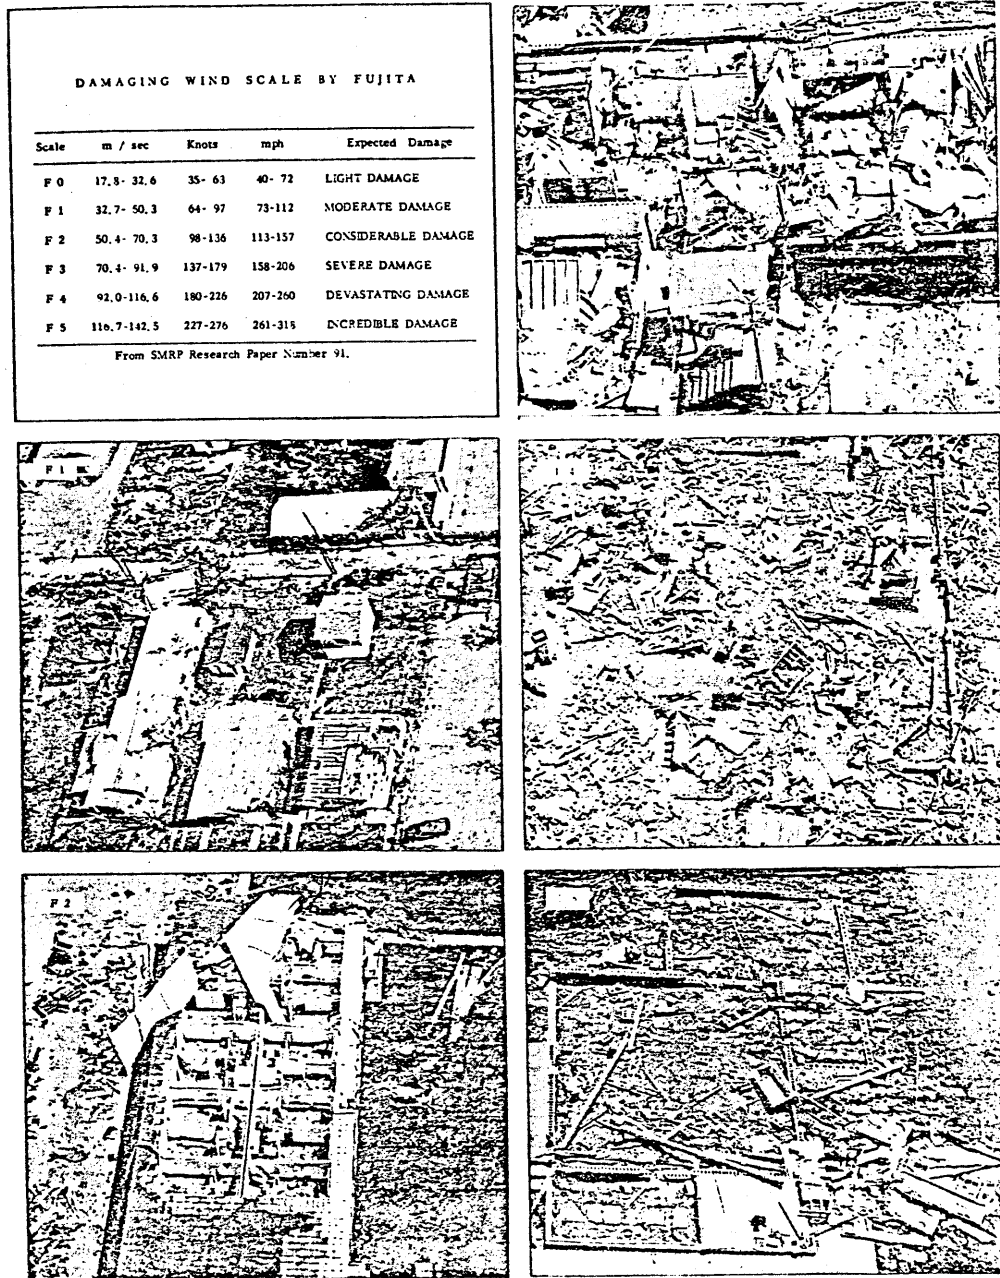 DAMAGING WIND SCALE BY FUJITA
Scale m / sec Knots mph Expected Damage
F 0 17.8- 32.6 35- 63 40- 72 LIGHT DAMAGE
F 1 32.7- 50.3 64- 97 73-112 MODERATE DAMAGE
F 2 50.4- 70.3 98-136 113-157 CONSIDERABLE DAMAGE
F 3 70.4- 91.9 137-179 158-206 SEVERE DAMAGE
F 4 92.0-116.6 180-226 207-260 DEVASTATING DAMAGE
F 5 116.7-142.5 227-276 261-318 INCREDIBLE DAMAGE
From SMRP Research Paper Number 91.
F 1
F 2